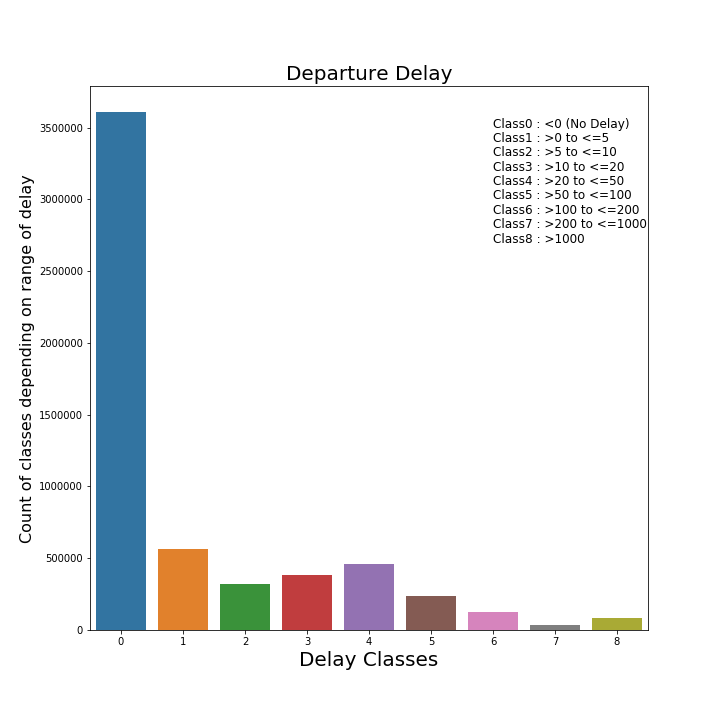 Departure Delay
Count of classes depending on range of delay
3500000
3000000
2500000
2000000
1500000
1000000
500000
0
Class0 : <0 (No Delay)
Class1 : >0 to <=5
Class2 : >5 to <=10
Class3 : >10 to <=20
Class4 : >20 to <=50
Class5 : >50 to <=100
Class6 : >100 to <=200
Class7 : >200 to <=1000
Class8 : >1000
0 1 2 3 4 5 6 7 8
Delay Classes